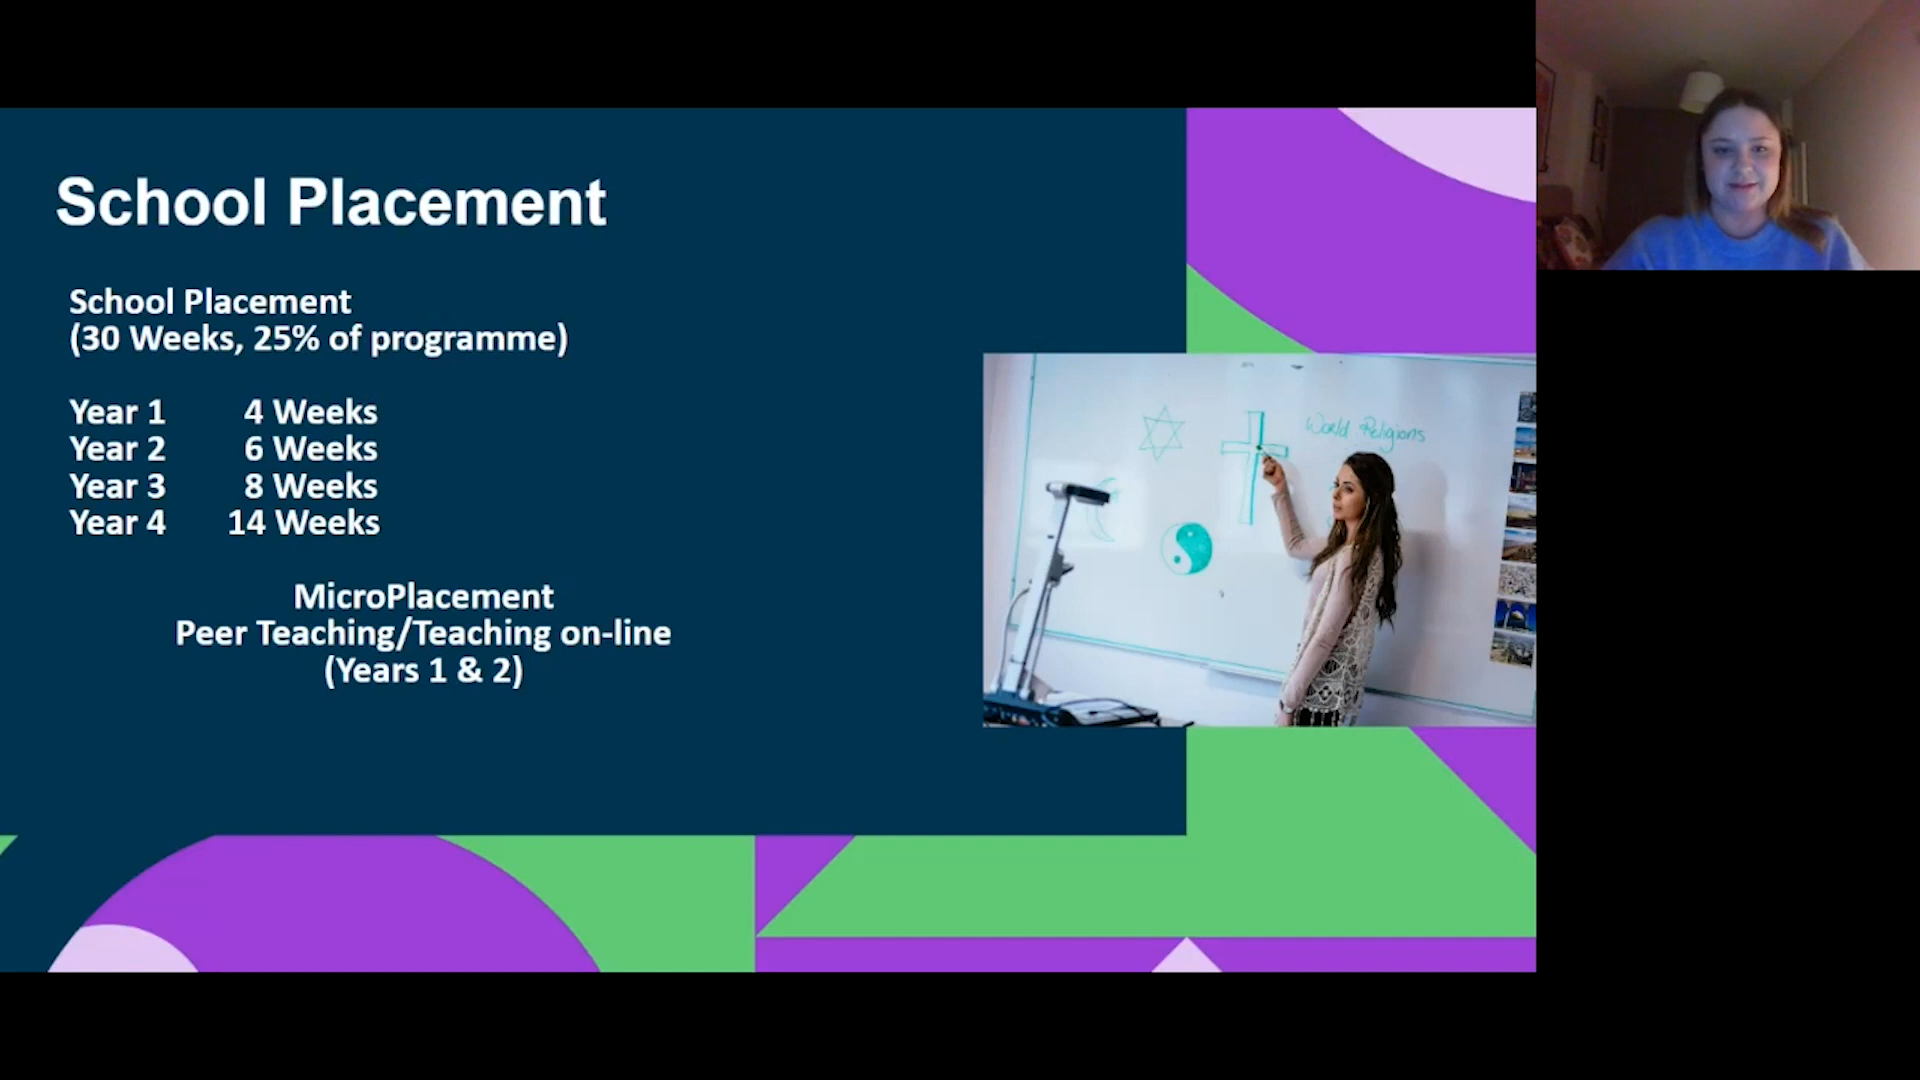 School Placement
School Placement
(30 Weeks, 25% of programme)
Year 1 4 Weeks
Year 2 6 Weeks
Year 3 8 Weeks
Year 4 14 Weeks
MicroPlacement
Peer Teaching/Teaching on-line
(Years 1 & 2)
World Religions